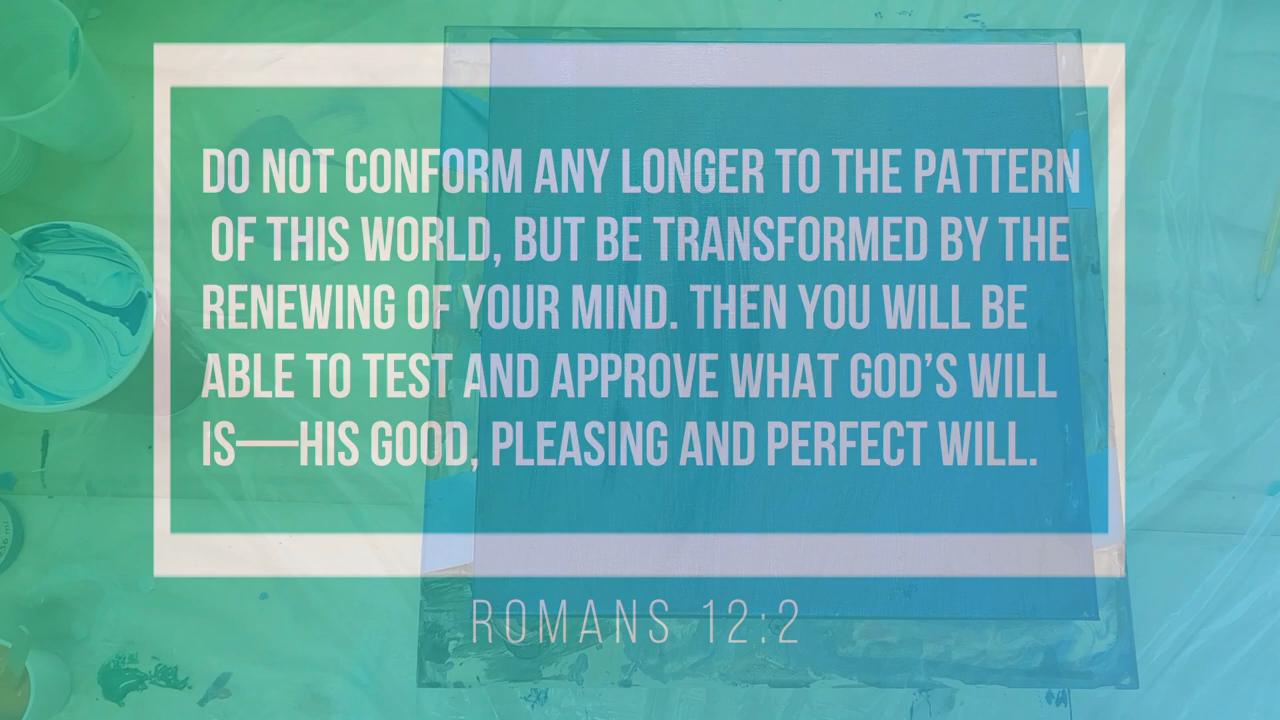 DO NOT CONFORM ANY LONGER TO THE PATTERN
OF THIS WORLD, BUT BE TRANSFORMED BY THE
RENEWING OF YOUR MIND. THEN YOU WILL BE
ABLE TO TEST AND APPROVE WHAT GOD’S WILL
IS—HIS GOOD, PLEASING AND PERFECT WILL.
ROMANS 12:2